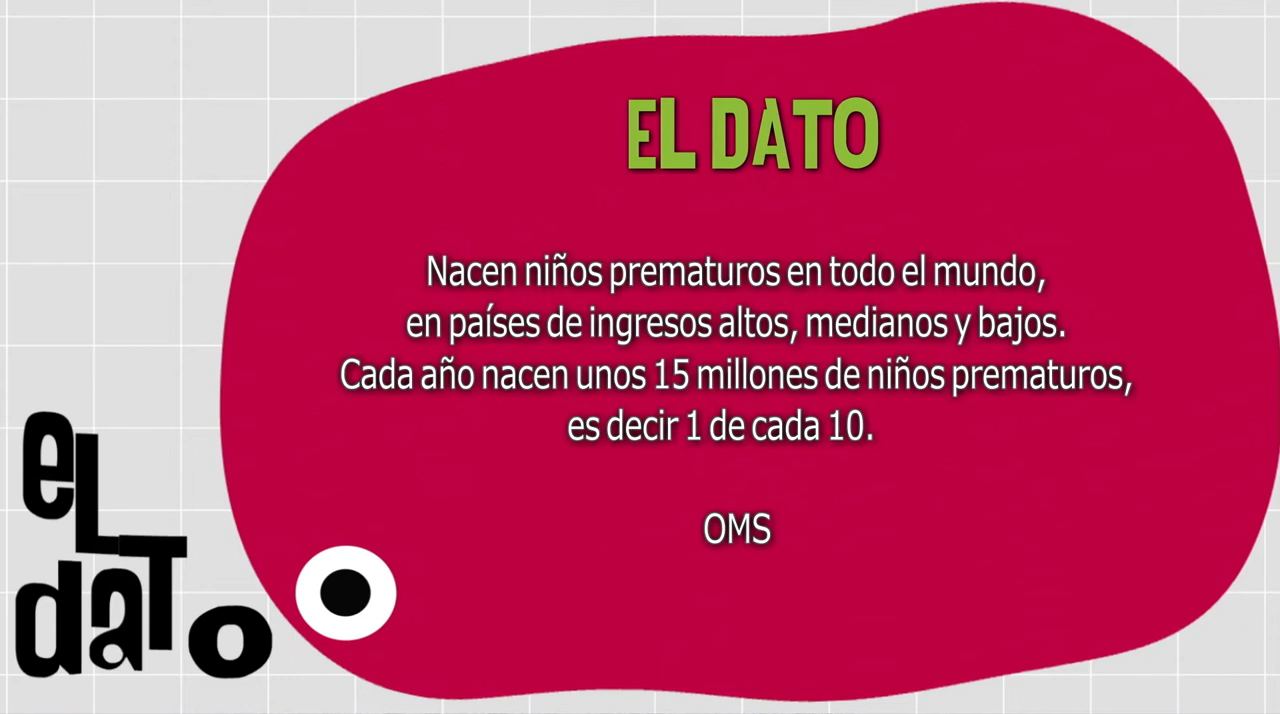 EL DATO
Nacen niños prematuros en todo el mundo,
en países de ingresos altos, medianos y bajos.
Cada año nacen unos 15 millones de niños prematuros,
es decir 1 de cada 10.
OMS
eL
daTo